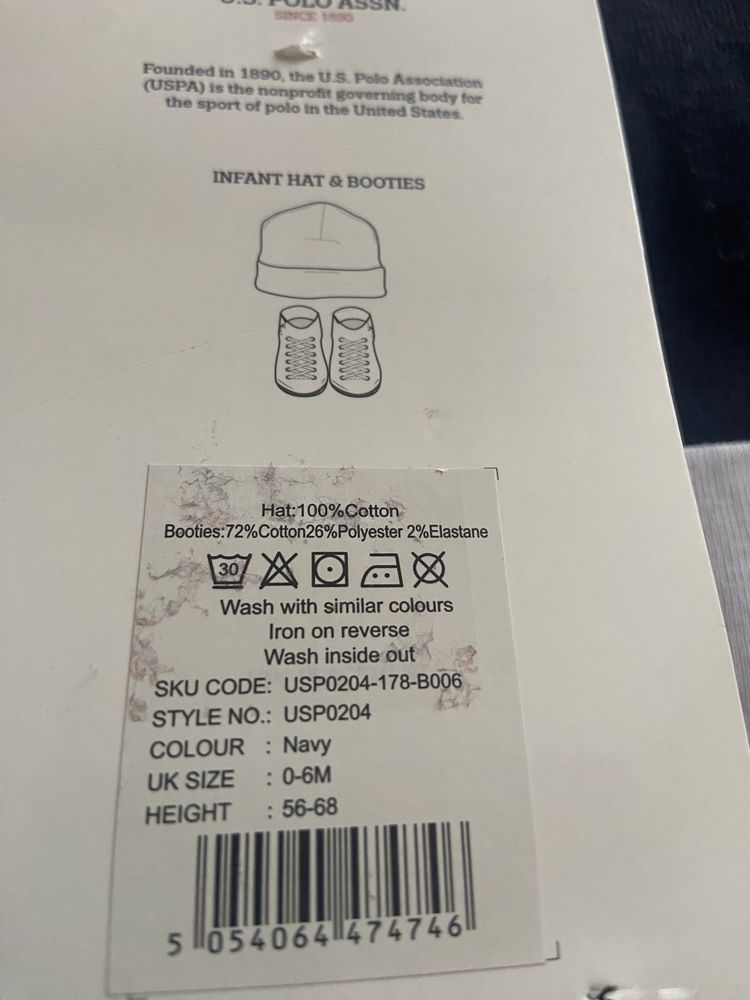 U.S. POLO ASSN.
SINCE 1890
Founded in 1890, the U.S. Polo Association
(USPA) is the nonprofit governing body for
the sport of polo in the United States.
INFANT HAT & BOOTIES
Hat:100%Cotton
Booties:72%Cotton26%Polyester 2%Elastane
30
Wash with similar colours
Iron on reverse
Wash inside out
SKU CODE: USP0204-178-B006
STYLE NO.: USP0204
COLOUR : Navy
UK SIZE : 0-6M
HEIGHT : 56-68
5 054064 474746